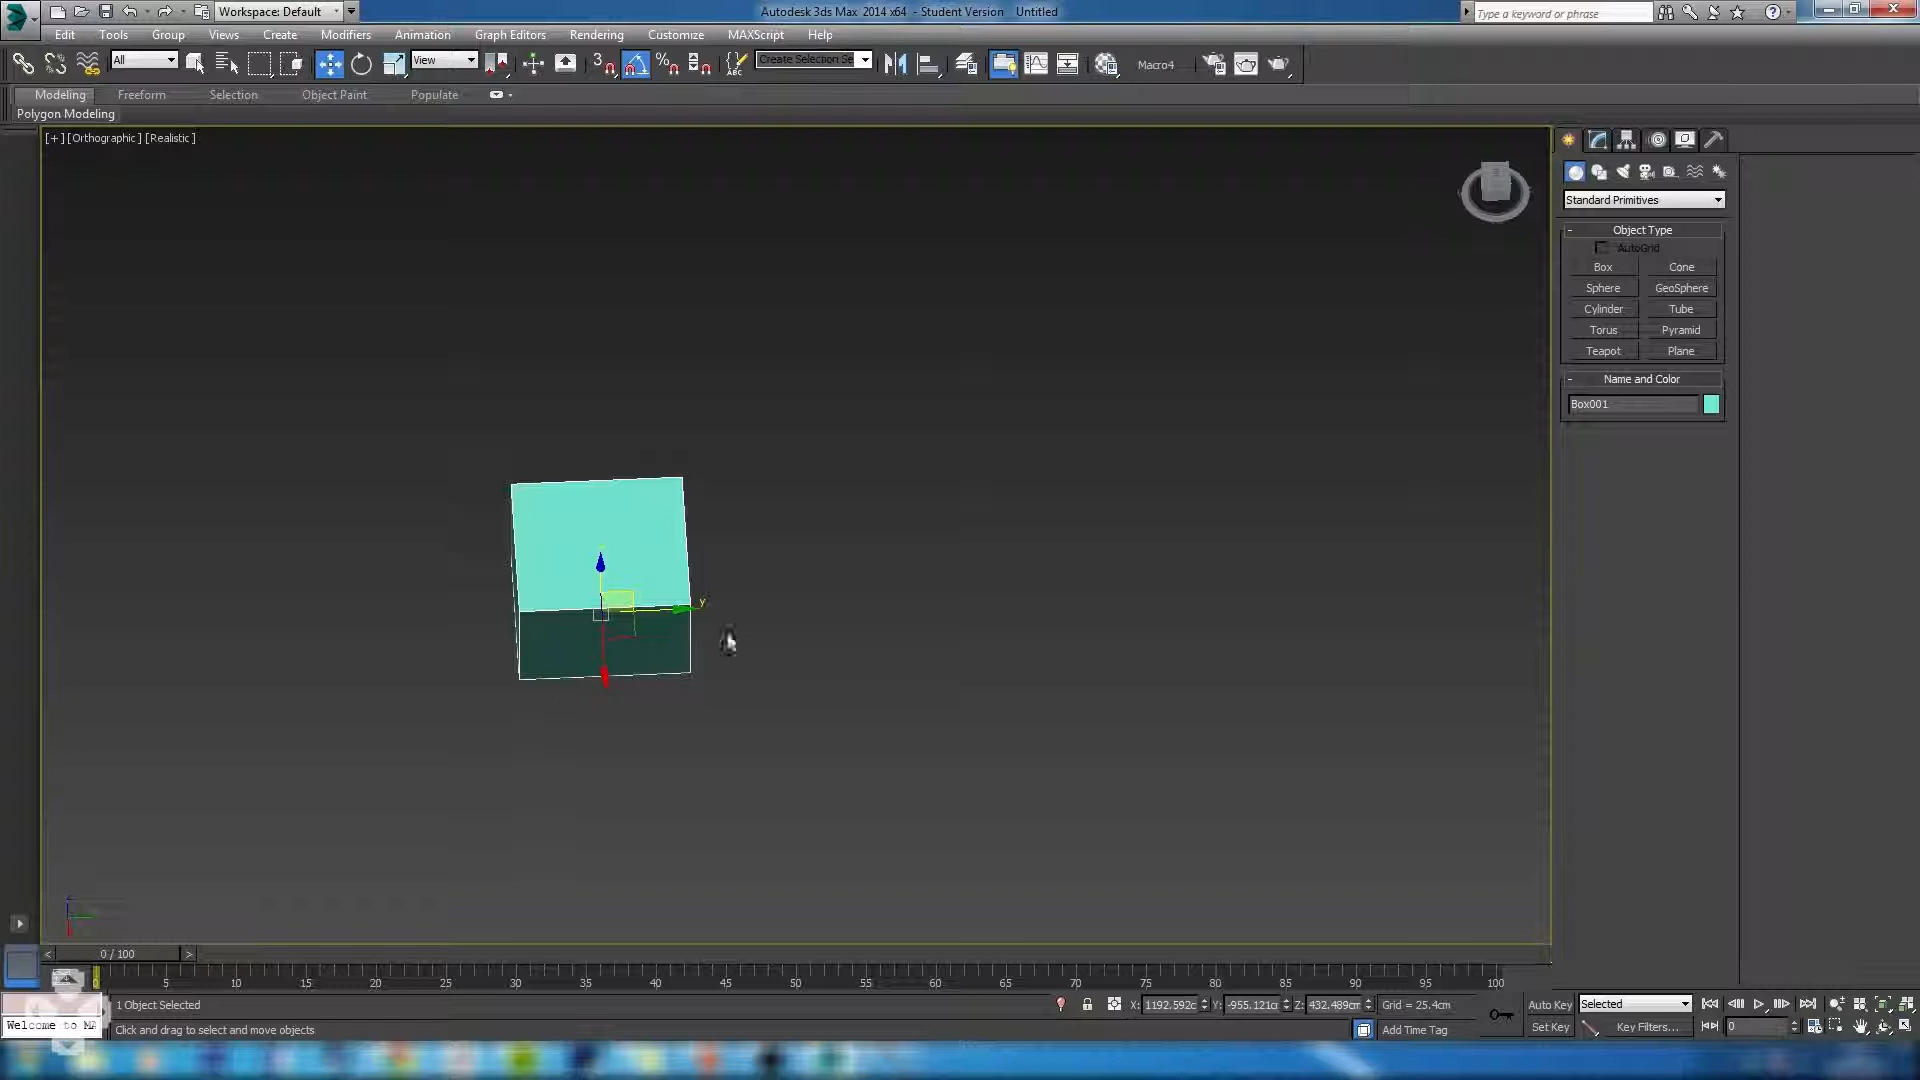 Workspace: Default
Autodesk 3ds Max 2014 x64 - Student Version Untitled
Type a keyword or phrase
Edit Tools Group Views Create Modifiers Animation Graph Editors Rendering Customize MAXScript Help
All View Create Selection Se Macro4
Modeling Freeform Selection Object Paint Populate
Polygon Modeling
[+][Orthographic][Realistic]
Standard Primitives
- Object Type
AutoGrid
Box Cone
Sphere GeoSphere
Cylinder Tube
Torus Pyramid
Teapot Plane
- Name and Color
Box001
y
< 0 / 100 >
0 5 10 15 20 25 30 35 40 45 50 55 60 65 70 75 80 85 90 95 100
1 Object Selected X: 1192.592c Y: -955.121c Z: 432.489cm Grid = 25.4cm Auto Key Selected
Welcome to MA Click and drag to select and move objects Add Time Tag Set Key Key Filters... 0